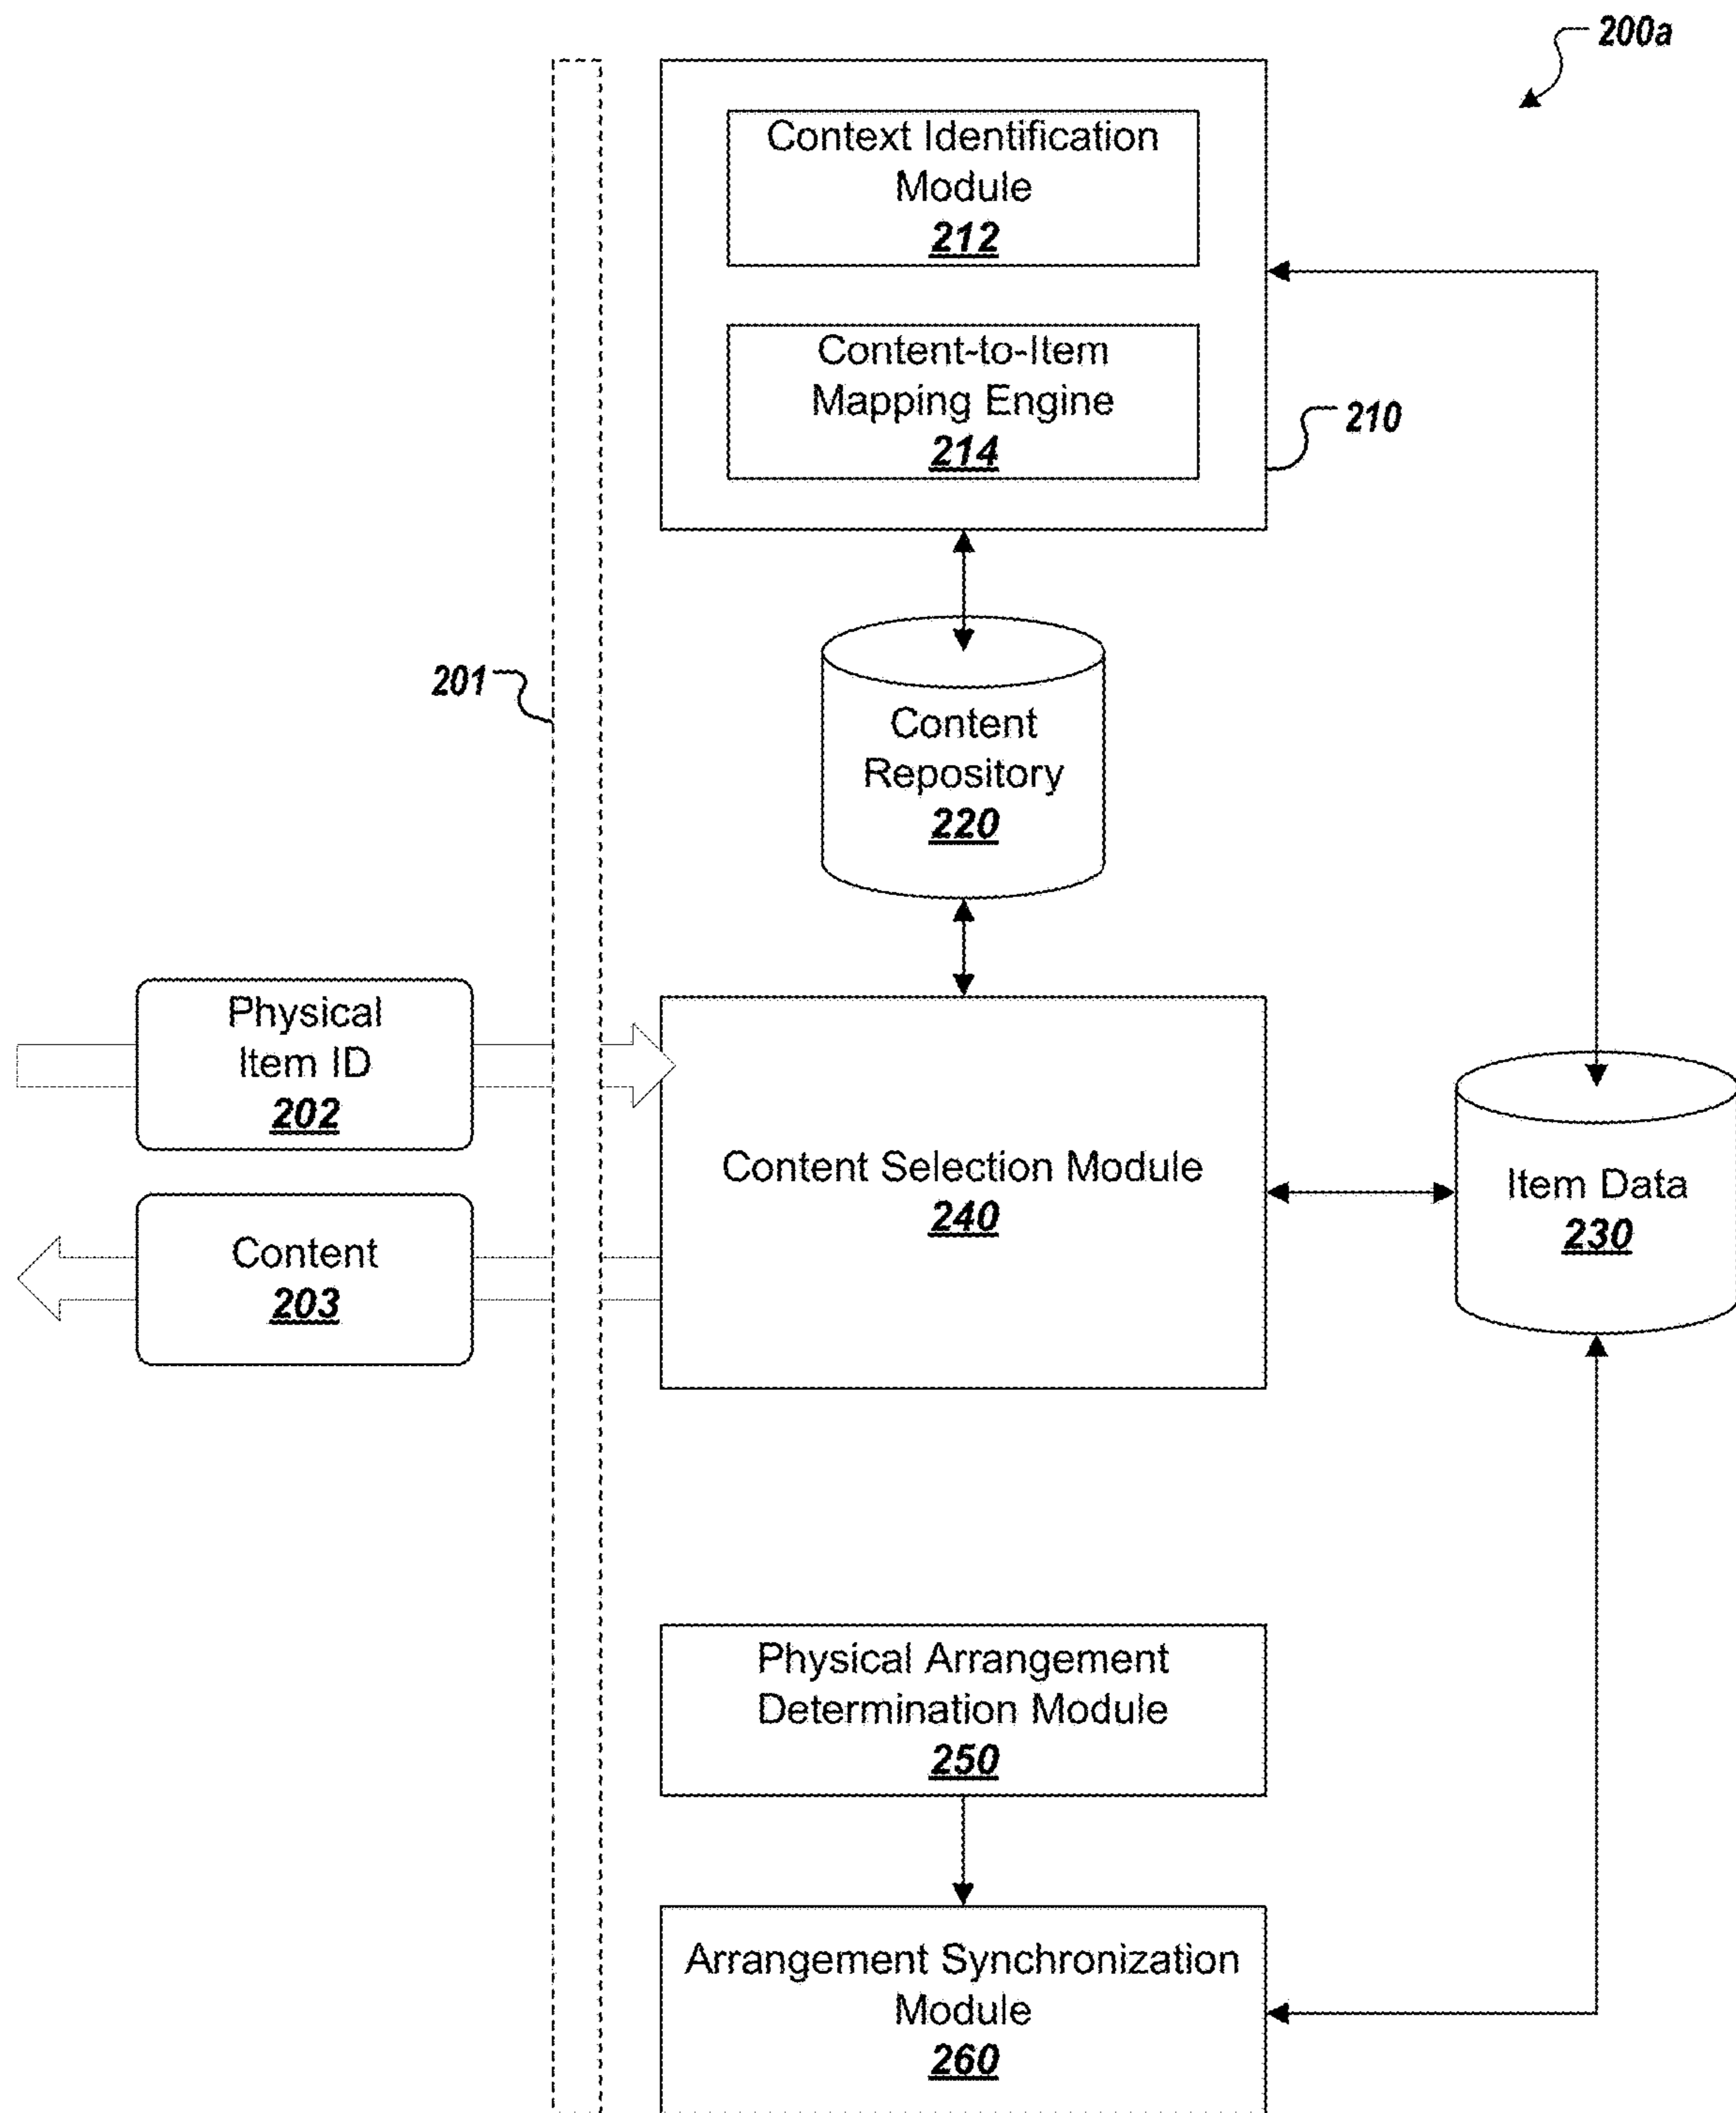 200a
Context Identification
Module
212
Content-to-Item
Mapping Engine
214
210
201
Content
Repository
220
Physical
Item ID
202
Content Selection Module
240
Item Data
230
Content
203
Physical Arrangement
Determination Module
250
Arrangement Synchronization
Module
260